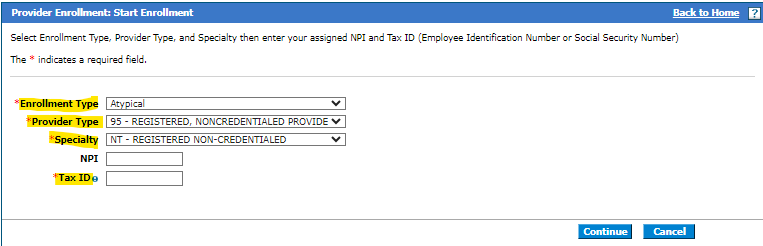 Provider Enrollment: Start Enrollment Back to Home ?
Select Enrollment Type, Provider Type, and Specialty then enter your assigned NPI and Tax ID (Employee Identification Number or Social Security Number)
The * indicates a required field.
*Enrollment Type Atypical
*Provider Type 95 - REGISTERED, NONCREDENTIALED PROVIDE
*Specialty NT - REGISTERED NON-CREDENTIALED
NPI
*Tax ID
Continue Cancel